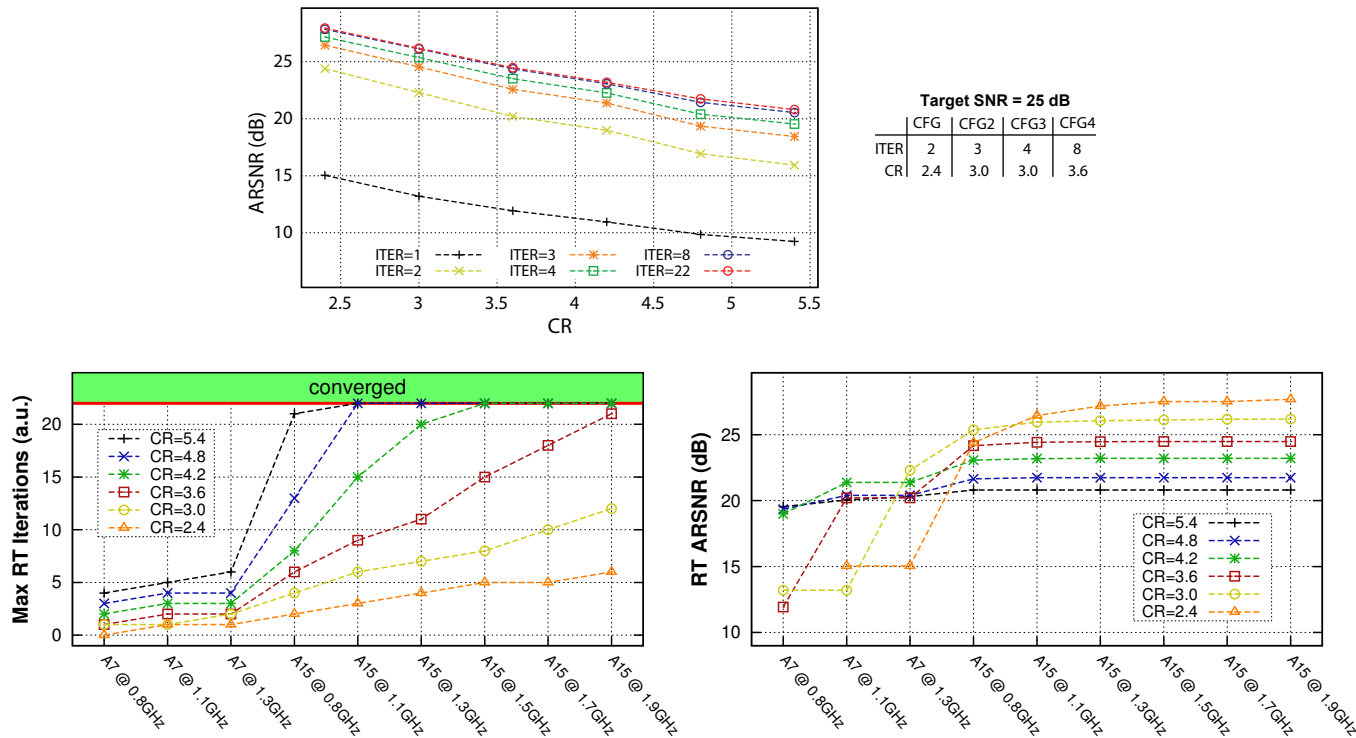 ARSNR (dB)
25
20
15
10
ITER=1
ITER=3
ITER=8
ITER=2
ITER=4
ITER=22
2.5
3
3.5
4
4.5
5
5.5
CR
Target SNR = 25 dB
CFG CFG2 CFG3 CFG4
ITER 2 3 4 8
CR 2.4 3.0 3.0 3.6
Max RT Iterations (a.u.)
converged
20
15
10
5
0
CR=5.4
CR=4.8
CR=4.2
CR=3.6
CR=3.0
CR=2.4
A7 @ 0.8GHz
A7 @ 1.1GHz
A7 @ 1.3GHz
A15 @ 0.8GHz
A15 @ 1.1GHz
A15 @ 1.3GHz
A15 @ 1.5GHz
A15 @ 1.7GHz
A15 @ 1.9GHz
RT ARSNR (dB)
25
20
15
10
CR=5.4
CR=4.8
CR=4.2
CR=3.6
CR=3.0
CR=2.4
A7 @ 0.8GHz
A7 @ 1.1GHz
A7 @ 1.3GHz
A15 @ 0.8GHz
A15 @ 1.1GHz
A15 @ 1.3GHz
A15 @ 1.5GHz
A15 @ 1.7GHz
A15 @ 1.9GHz